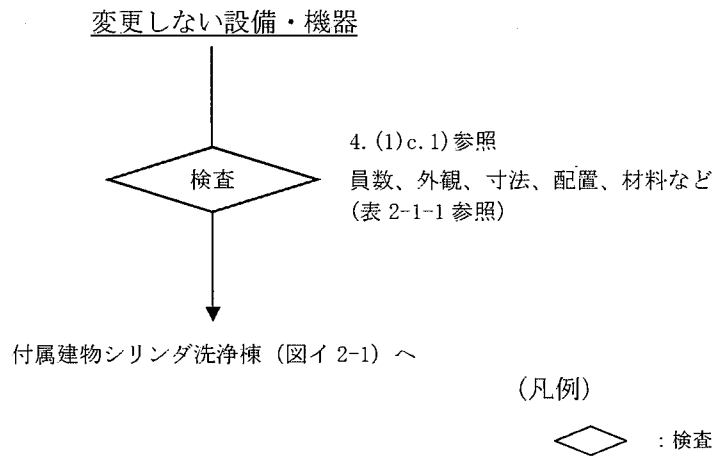 変更しない設備・機器
4.(1)c.1)参照
検査
員数、外観、寸法、配置、材料など
(表 2-1-1 参照)
付属建物シリンダ洗浄棟(図イ 2-1)へ
(凡例)
:検査